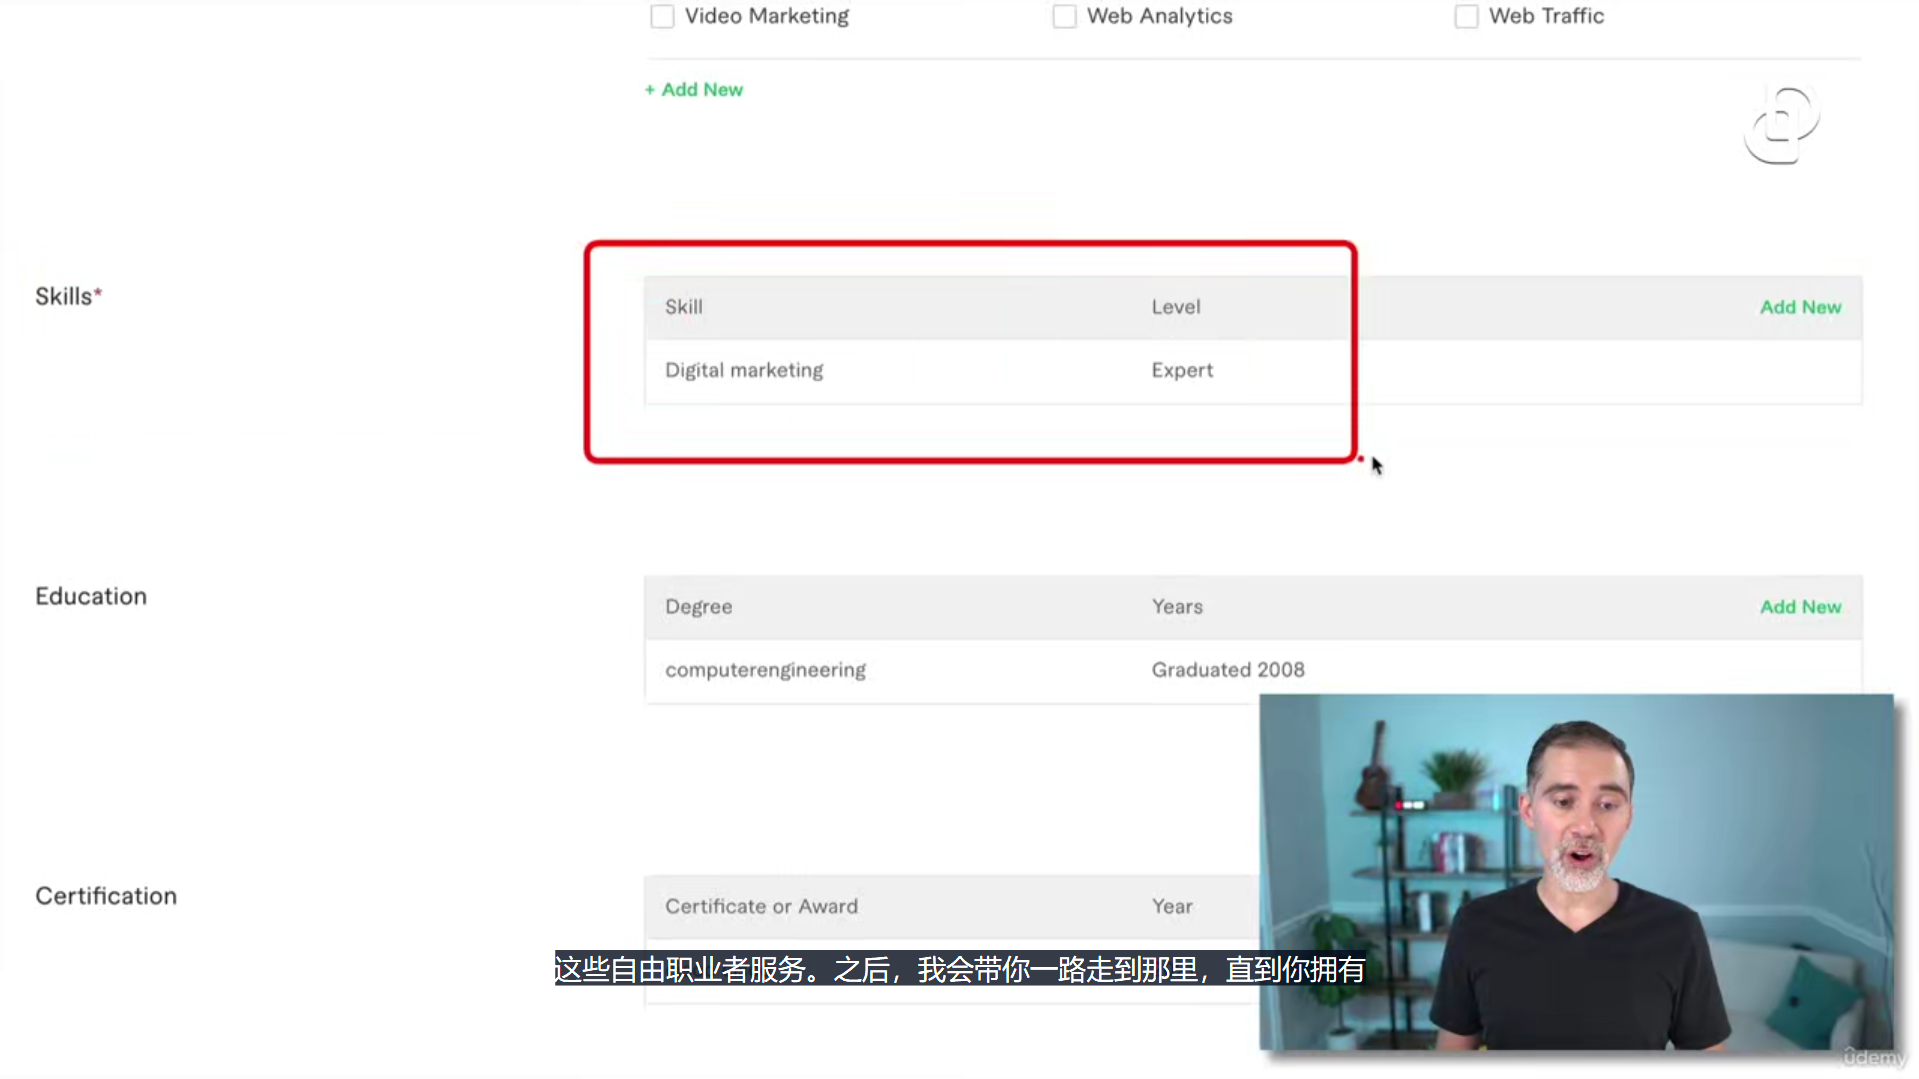 Video Marketing
Web Analytics
Web Traffic
+ Add New
Skills*
Skill
Level
Add New
Digital marketing
Expert
Education
Degree
Years
Add New
computerengineering
Graduated 2008
Certification
Certificate or Award
Year
这些自由职业者服务。之后，我会带你一路走到那里，直到你拥有
ûdemy